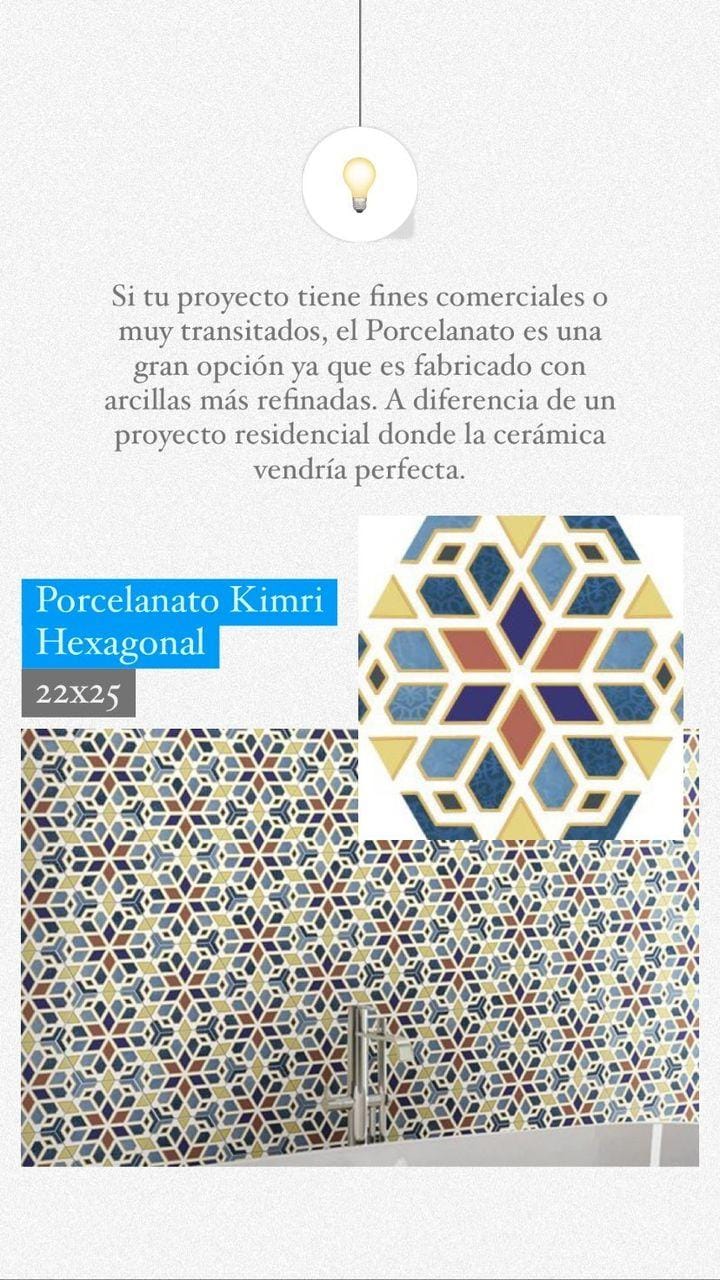 Si tu proyecto tiene fines comerciales o
muy transitados, el Porcelanato es una
gran opción ya que es fabricado con
arcillas más refinadas. A diferencia de un
proyecto residencial donde la cerámica
vendría perfecta.
Porcelanato Kimri
Hexagonal
22x25